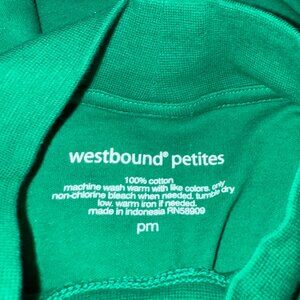 westbound® petites
100% cotton
machine wash warm with like colors. only
non-chlorine bleach when needed. tumble dry
low. warm iron if needed.
made in indonesia RN58909
pm